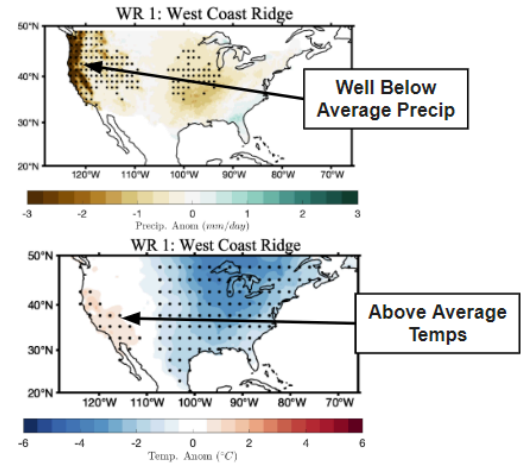 WR 1: West Coast Ridge
50°N
40°N
30°N
20°N
120°W 110°W 100°W 90°W 80°W 70°W
Well Below
Average Precip
-3 -2 -1 0 1 2 3
Precip. Anom (mm/day)
WR 1: West Coast Ridge
50°N
40°N
30°N
20°N
120°W 110°W 100°W 90°W 80°W 70°W
Above Average
Temps
-6 -4 -2 0 2 4 6
Temp. Anom (°C)